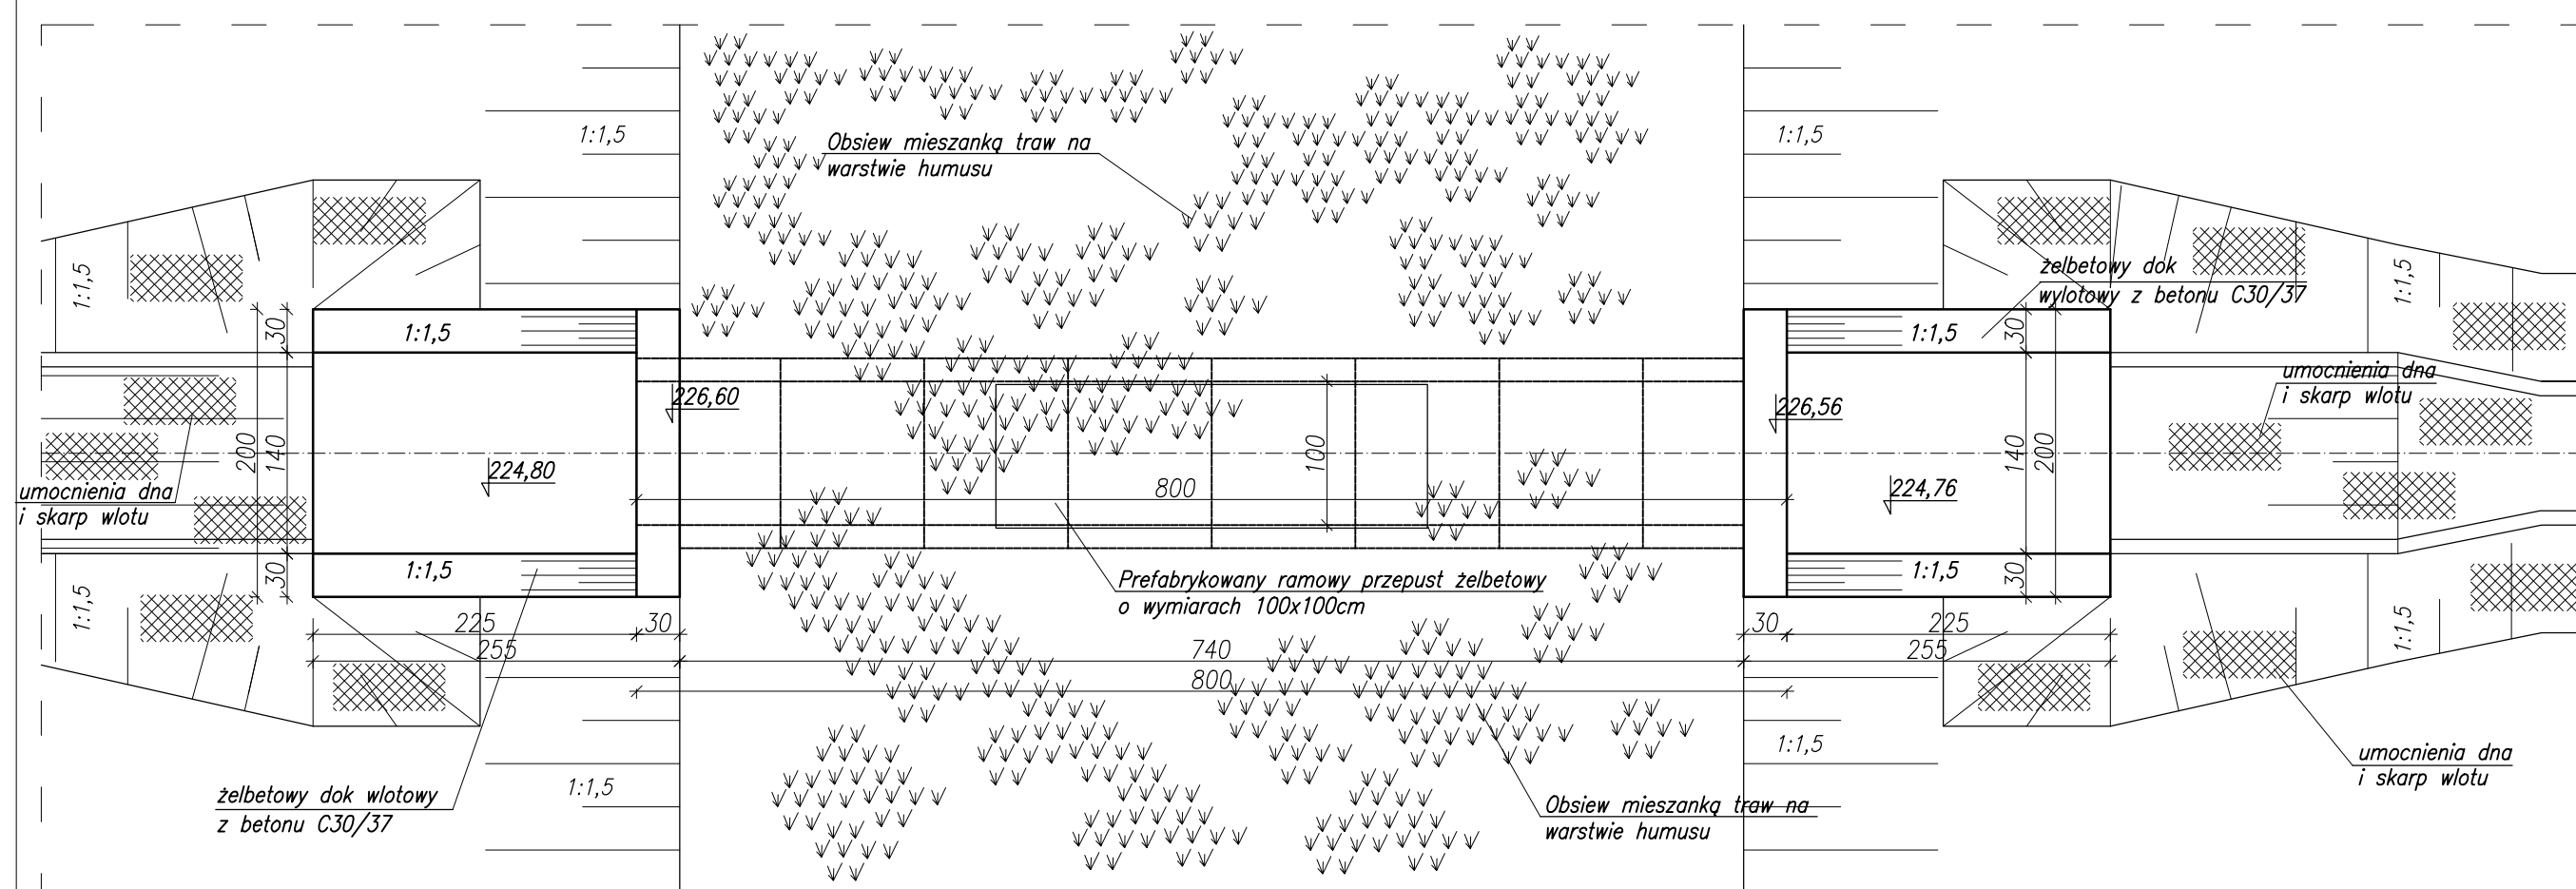 1:1,5
1:1,5
Obsiew mieszanką traw na
warstwie humusu
1:1,5
1:1,5
żelbetowy dok
wylotowy z betonu C30/37
1:1,5
30
1:1,5
30
1:1,5
226,60
226,56
umocnienia dna
i skarp wlotu
200
140
100
140
200
224,80
800
224,76
umocnienia dna
i skarp wlotu
30
1:1,5
1:1,5
Prefabrykowany ramowy przepust żelbetowy
o wymiarach 100x100cm
30
1:1,5
1:1,5
225
30
30
225
255
740
255
800
1:1,5
1:1,5
umocnienia dna
i skarp wlotu
żelbetowy dok wlotowy
z betonu C30/37
Obsiew mieszanką traw na
warstwie humusu